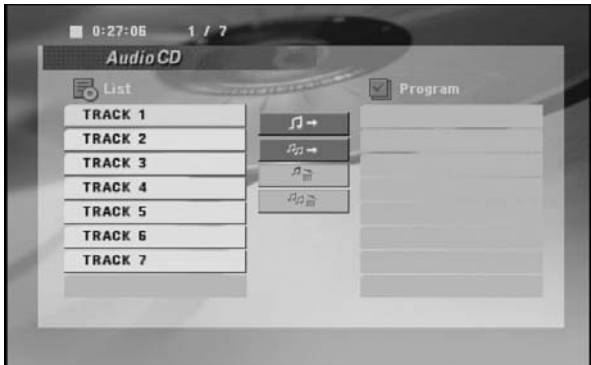 0:27:06 1 / 7
Audio CD
List
Program
TRACK 1
TRACK 2
TRACK 3
TRACK 4
TRACK 5
TRACK 6
TRACK 7